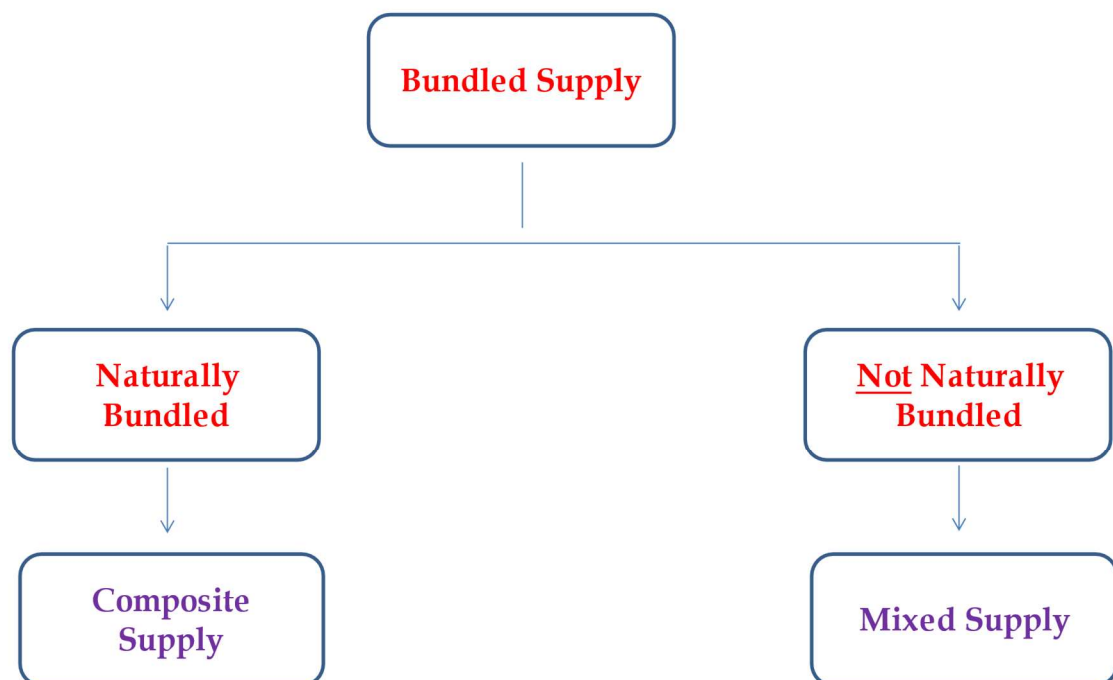 Bundled Supply
Naturally
Bundled
Not Naturally
Bundled
Composite
Supply
Mixed Supply